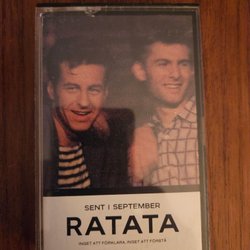 SENT I SEPTEMBER
RATATA
INGET ATT FÖRKLARA, INGET ATT FÖRSTÅ